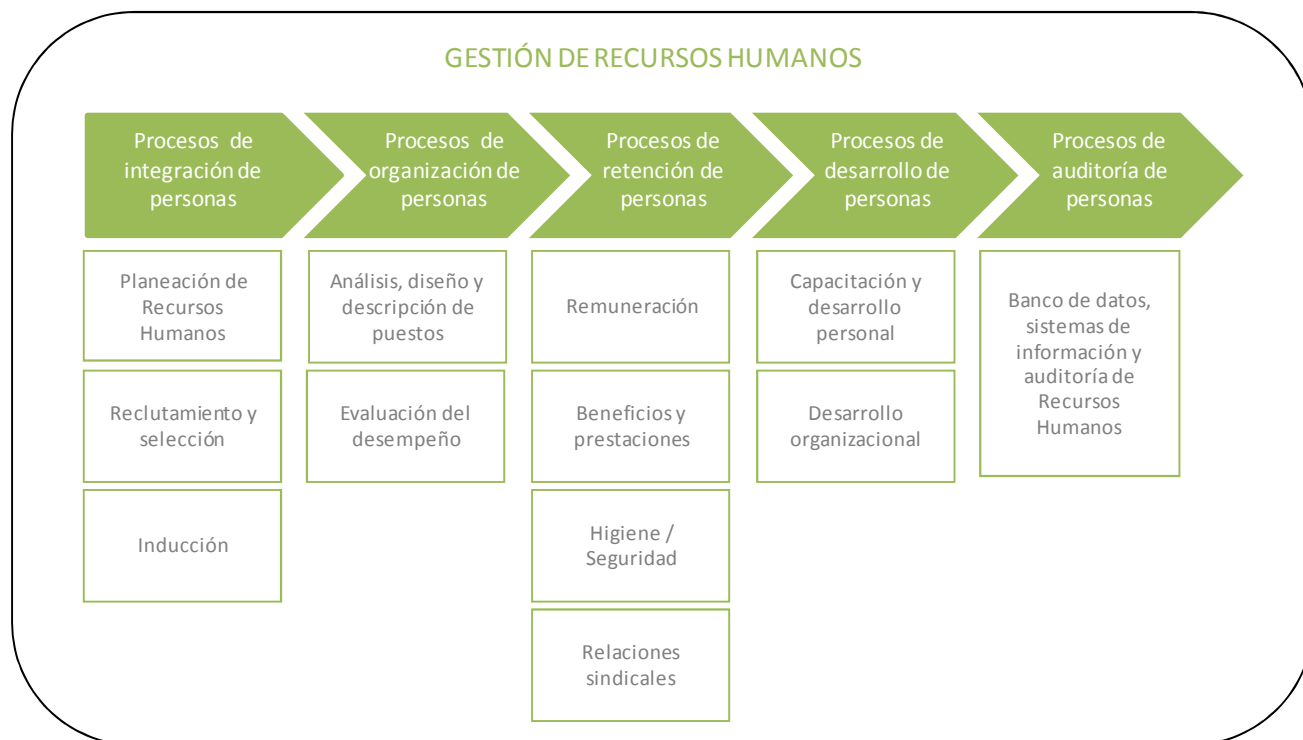 GESTIÓN DE RECURSOS HUMANOS
Procesos de
integración de
personas
Procesos de
organización de
personas
Procesos de
retención de
personas
Procesos de
desarrollo de
personas
Procesos de
auditoría de
personas
Planeación de
Recursos
Humanos
Reclutamiento y
selección
Inducción
Análisis, diseño y
descripción de
puestos
Evaluación del
desempeño
Remuneración
Beneficios y
prestaciones
Higiene /
Seguridad
Relaciones
sindicales
Capacitación y
desarrollo
personal
Desarrollo
organizacional
Banco de datos,
sistemas de
información y
auditoría de
Recursos
Humanos